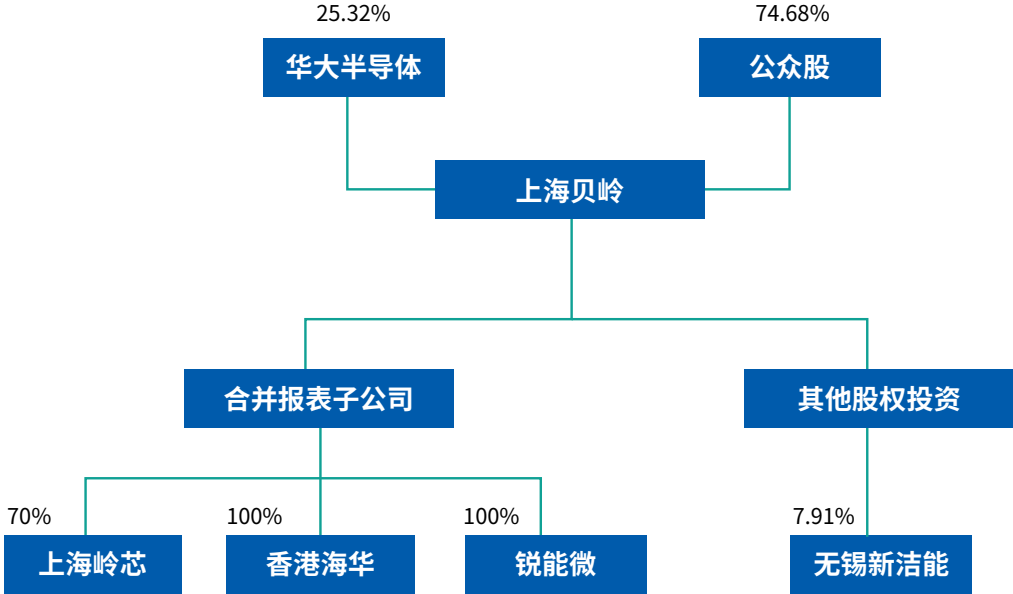 25.32%
74.68%
华大半导体
公众股
上海贝岭
合并报表子公司
其他股权投资
70%
100%
100%
7.91%
上海岭芯
香港海华
锐能微
无锡新洁能